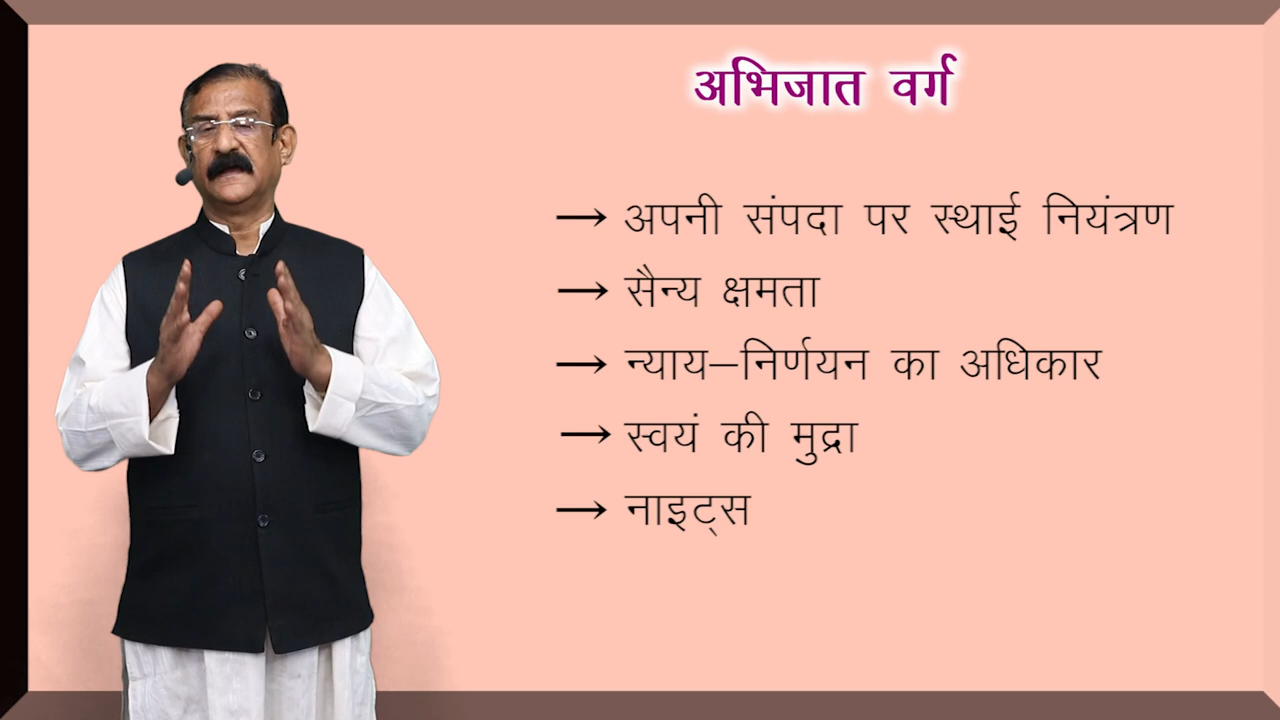 अभिजात वर्ग
→ अपनी संपदा पर स्थाई नियंत्रण
→ सैन्य क्षमता
→ न्याय–निर्णयन का अधिकार
→ स्वयं की मुद्रा
→ नाइट्स